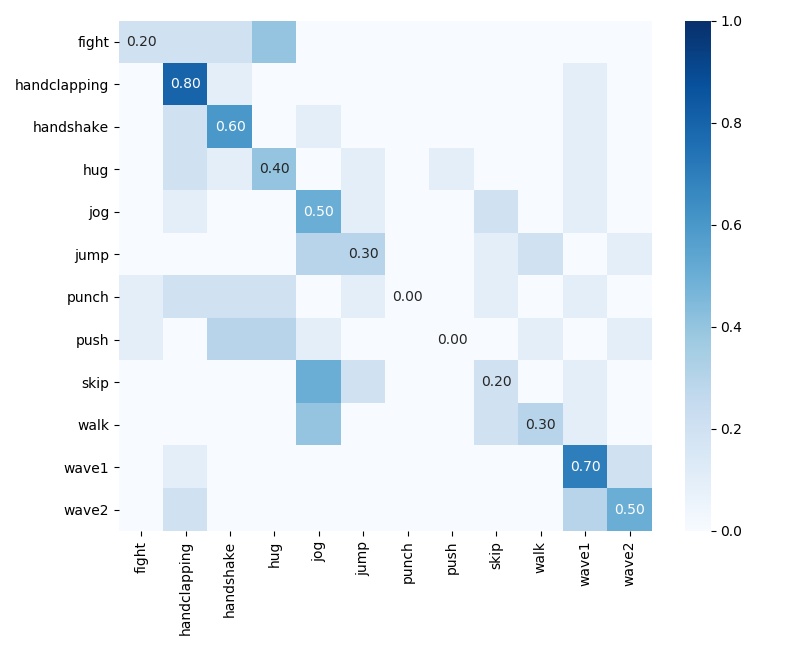 fight
handclapping
handshake
hug
jog
jump
punch
push
skip
walk
wave1
wave2
0.20
0.80
0.60
0.40
0.50
0.30
0.00
0.00
0.20
0.30
0.70
0.50
fight
handclapping
handshake
hug
jog
jump
punch
push
skip
walk
wave1
wave2
1.0
0.8
0.6
0.4
0.2
0.0